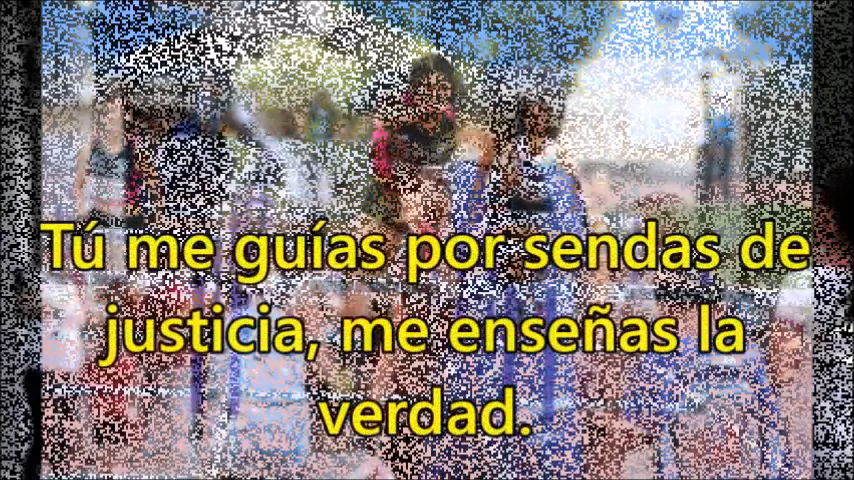 Tú me guías por sendas de
justicia, me enseñas la
verdad.